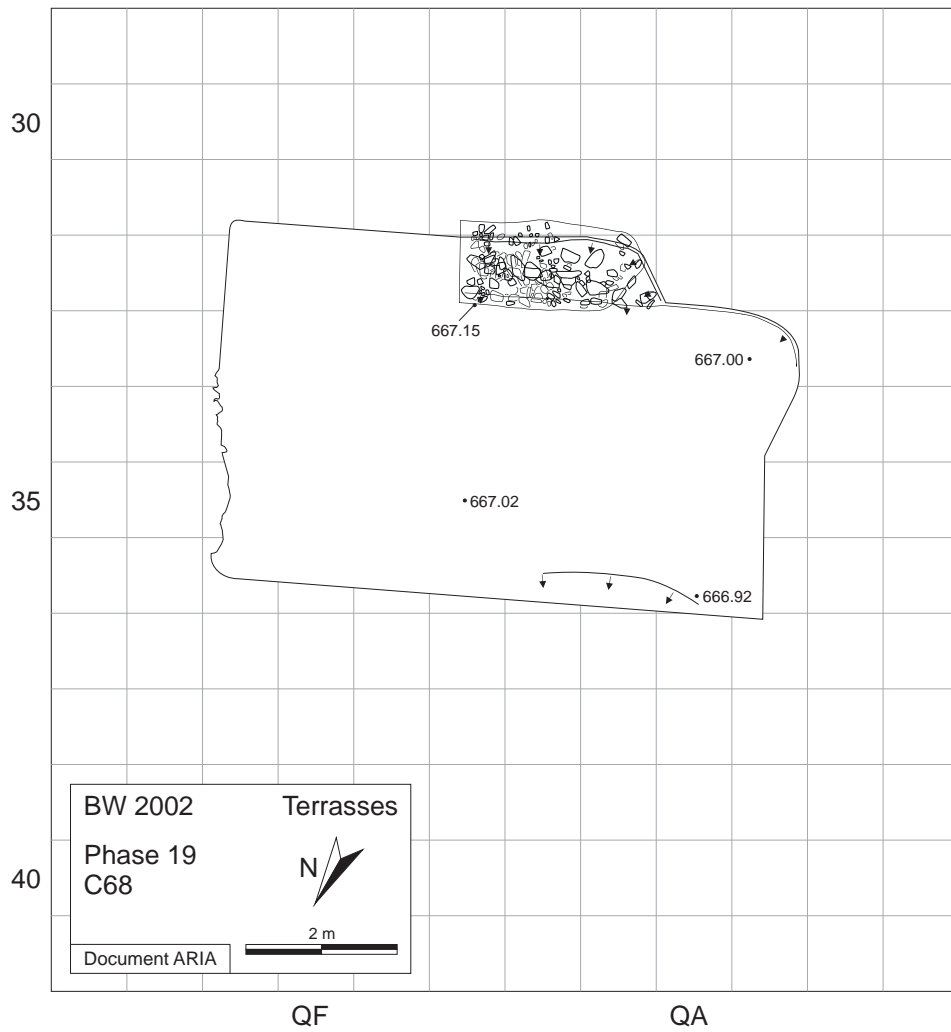 30
667.15
667.00
35
667.02
666.92
BW 2002 Terrasses
Phase 19
C68
N
2 m
Document ARIA
40
QF QA